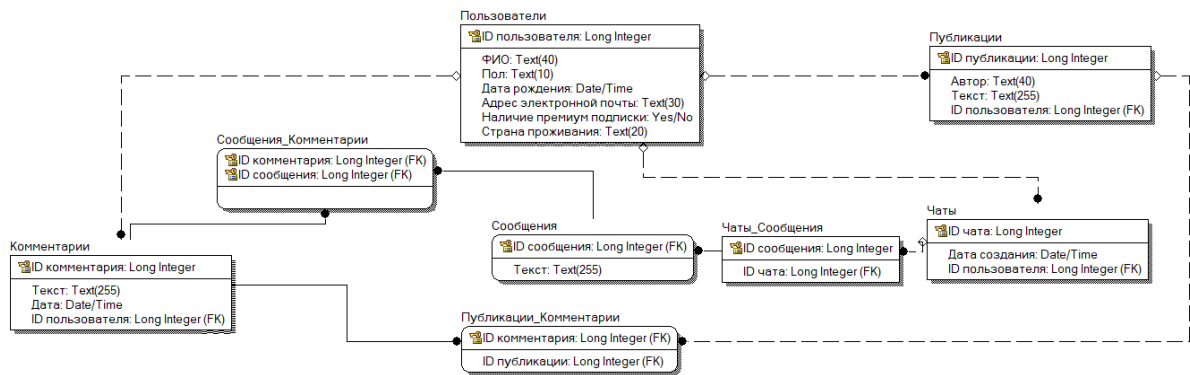 Пользователи
ID пользователя: Long Integer
ФИО: Text(40)
Пол: Text(10)
Дата рождения: Date/Time
Адрес электронной почты: Text(30)
Наличие премиум подписки: Yes/No
Страна проживания: Text(20)
Публикации
ID публикации: Long Integer
Автор: Text(40)
Текст: Text(255)
ID пользователя: Long Integer (FK)
Сообщения_Комментарии
ID комментария: Long Integer (FK)
ID сообщения: Long Integer (FK)
Комментарии
ID комментария: Long Integer
Текст: Text(255)
Дата: Date/Time
ID пользователя: Long Integer (FK)
Сообщения
ID сообщения: Long Integer (FK)
Текст: Text(255)
Чаты_Сообщения
ID сообщения: Long Integer
ID чата: Long Integer (FK)
Чаты
ID чата: Long Integer
Дата создания: Date/Time
ID пользователя: Long Integer (FK)
Публикации_Комментарии
ID комментария: Long Integer (FK)
ID публикации: Long Integer (FK)